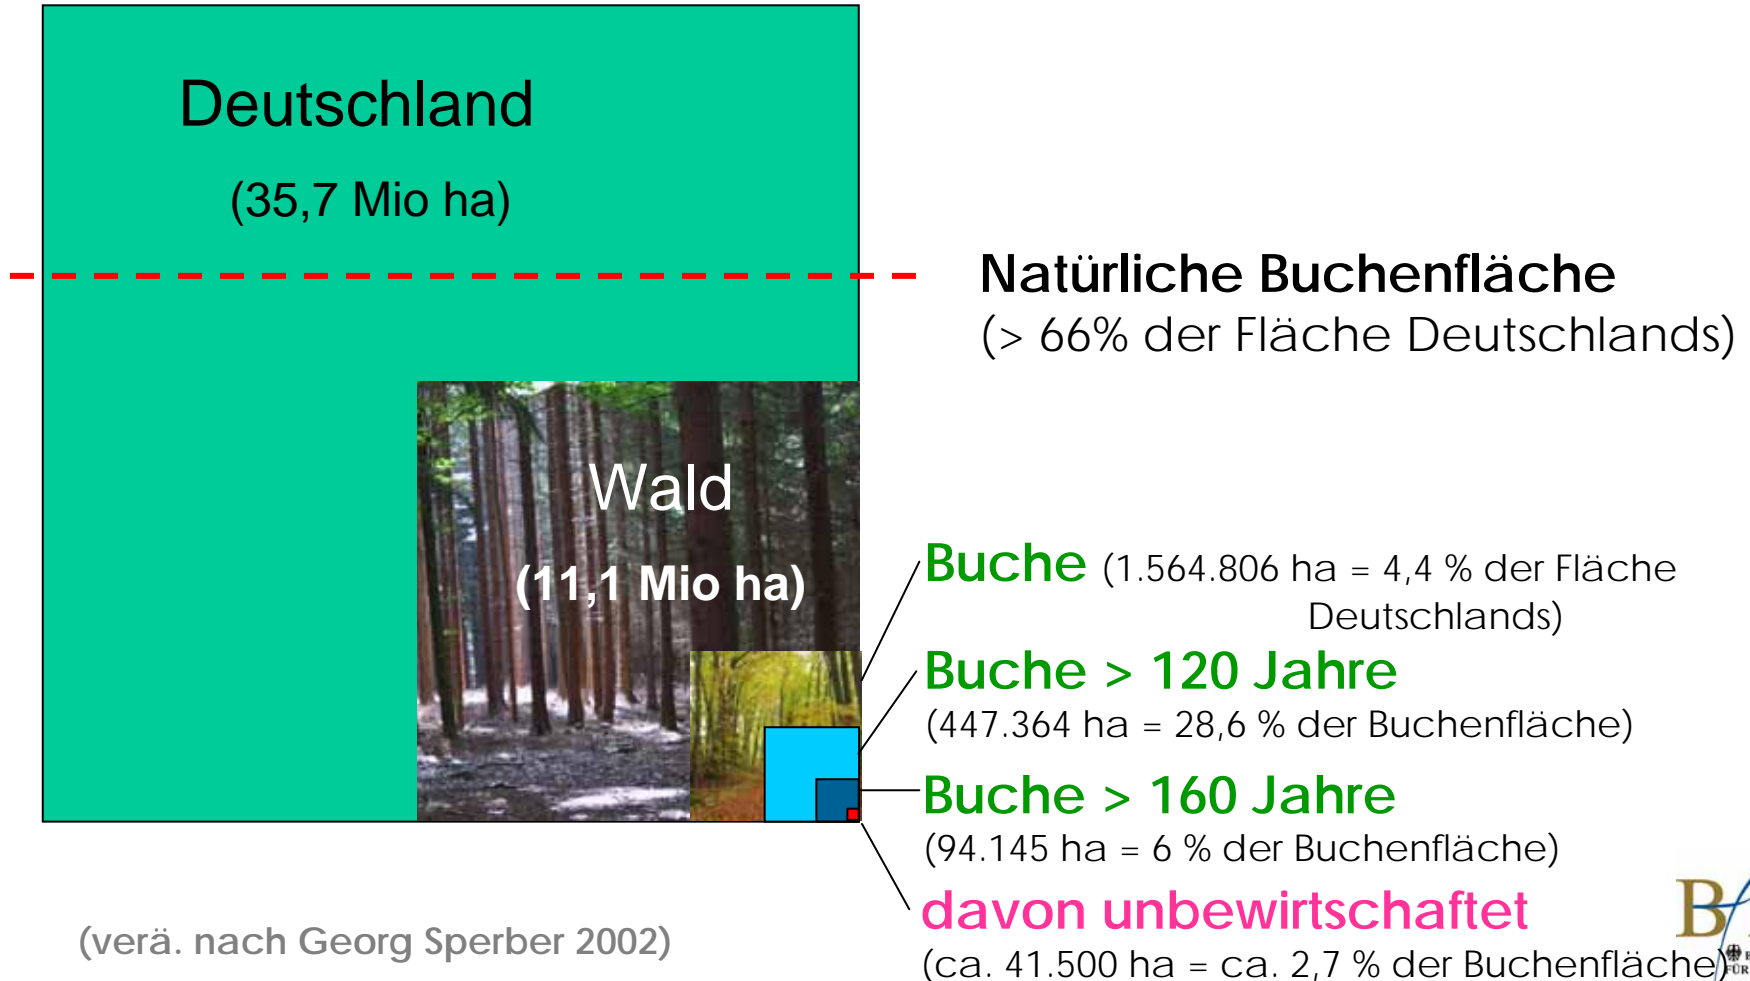 Deutschland
(35,7 Mio ha)
Natürliche Buchenfläche
(> 66% der Fläche Deutschlands)
Wald
(11,1 Mio ha)
Buche (1.564.806 ha = 4,4 % der Fläche
Deutschlands)
Buche > 120 Jahre
(447.364 ha = 28,6 % der Buchenfläche)
Buche > 160 Jahre
(94.145 ha = 6 % der Buchenfläche)
davon unbewirtschaftet
(ca. 41.500 ha = ca. 2,7 % der Buchenfläche)
(verä. nach Georg Sperber 2002)
B
FÜR